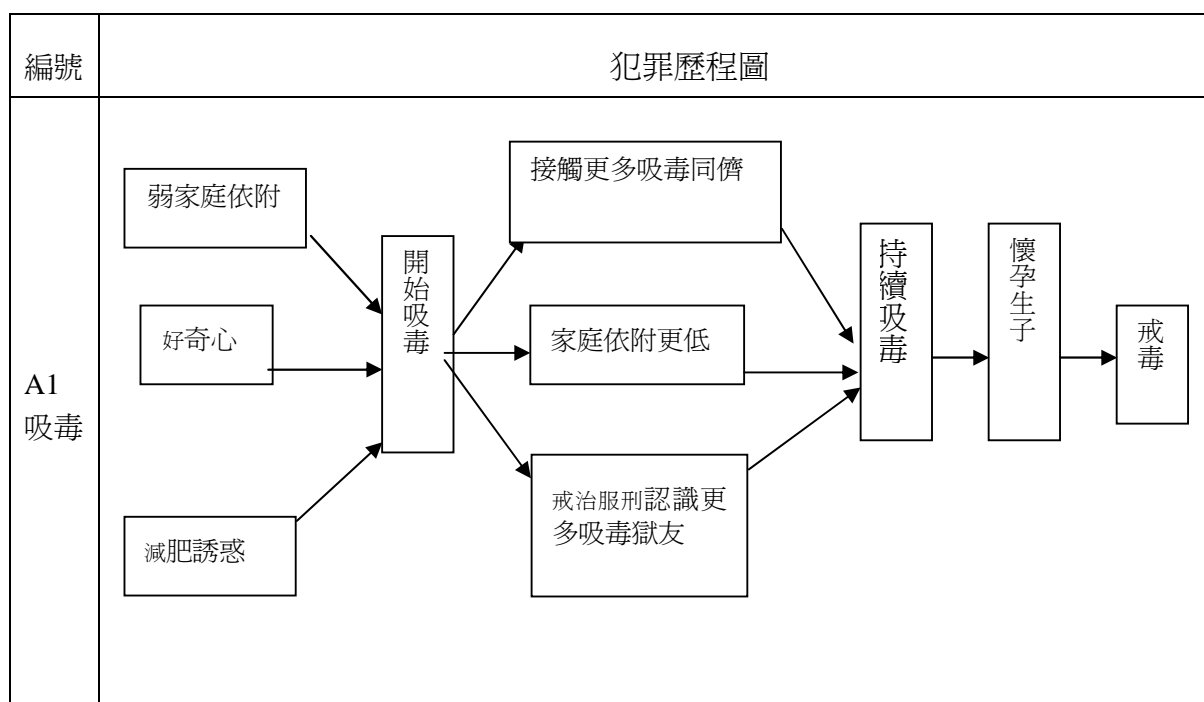 編號
犯罪歷程圖
A1
吸毒
弱家庭依附
好奇心
減肥誘惑
開始吸毒
接觸更多吸毒同儕
家庭依附更低
戒治服刑認識更
多吸毒獄友
持續吸毒
懷孕生子
戒毒